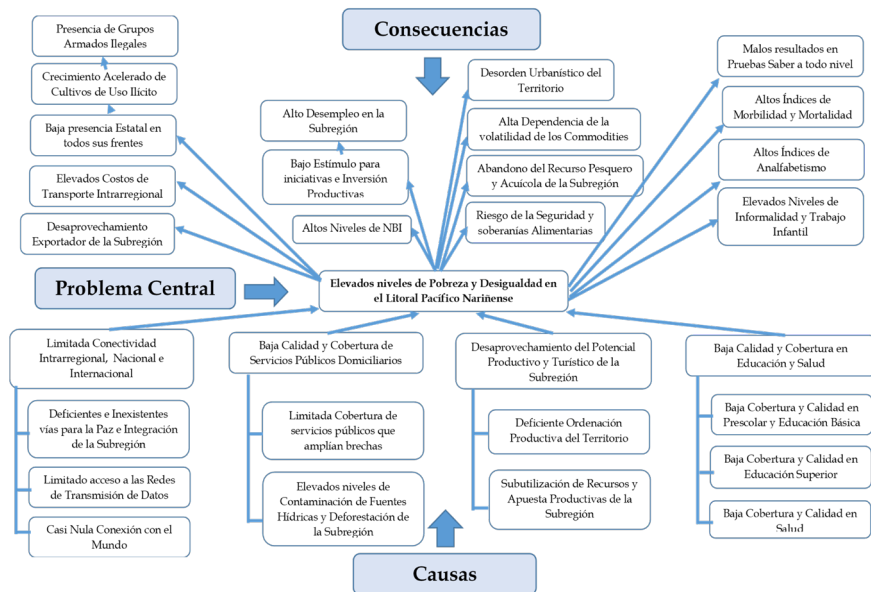 Consecuencias
Presencia de Grupos
Armados Ilegales
Crecimiento Acelerado de
Cultivos de Uso Ilícito
Baja presencia Estatal en
todos sus frentes
Elevados Costos de
Transporte Intrarregional
Desaprovechamiento
Exportador de la Subregión
Alto Desempleo en la
Subregión
Bajo Estímulo para
iniciativas e Inversión
Productivas
Altos Niveles de NBI
Desorden Urbanístico del
Territorio
Alta Dependencia de la
volatilidad de los Commodities
Abandono del Recurso Pesquero
y Acuícola de la Subregión
Riesgo de la Seguridad y
soberanías Alimentarias
Malos resultados en
Pruebas Saber a todo nivel
Altos Índices de
Morbilidad y Mortalidad
Altos Índices de
Analfabetismo
Elevados Niveles de
Informalidad y Trabajo
Infantil
Problema Central
Elevados niveles de Pobreza y Desigualdad en
el Litoral Pacífico Nariñense
Limitada Conectividad
Intrarregional, Nacional e
Internacional
Deficientes e Inexistentes
vías para la Paz e Integración
de la Subregión
Limitado acceso a las Redes
de Transmisión de Datos
Casi Nula Conexión con el
Mundo
Baja Calidad y Cobertura de
Servicios Públicos Domiciliarios
Limitada Cobertura de
servicios públicos que
amplían brechas
Elevados niveles de
Contaminación de Fuentes
Hídricas y Deforestación de
la Subregión
Desaprovechamiento del Potencial
Productivo y Turístico de la
Subregión
Deficiente Ordenación
Productiva del Territorio
Subutilización de Recursos y
Apuesta Productivas de la
Subregión
Baja Calidad y Cobertura en
Educación y Salud
Baja Cobertura y Calidad en
Prescolar y Educación Básica
Baja Cobertura y Calidad en
Educación Superior
Baja Cobertura y Calidad en
Salud
Causas